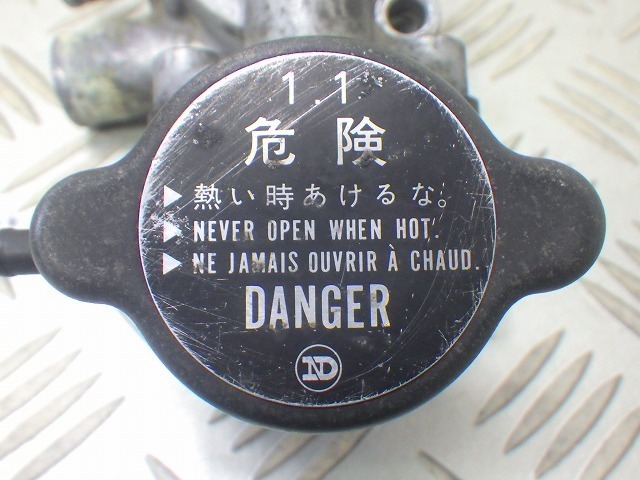 1.1
危険
▶ 熱い時あけるな。
▶ NEVER OPEN WHEN HOT.
▶ NE JAMAIS OUVRIR À CHAUD.
DANGER
ND